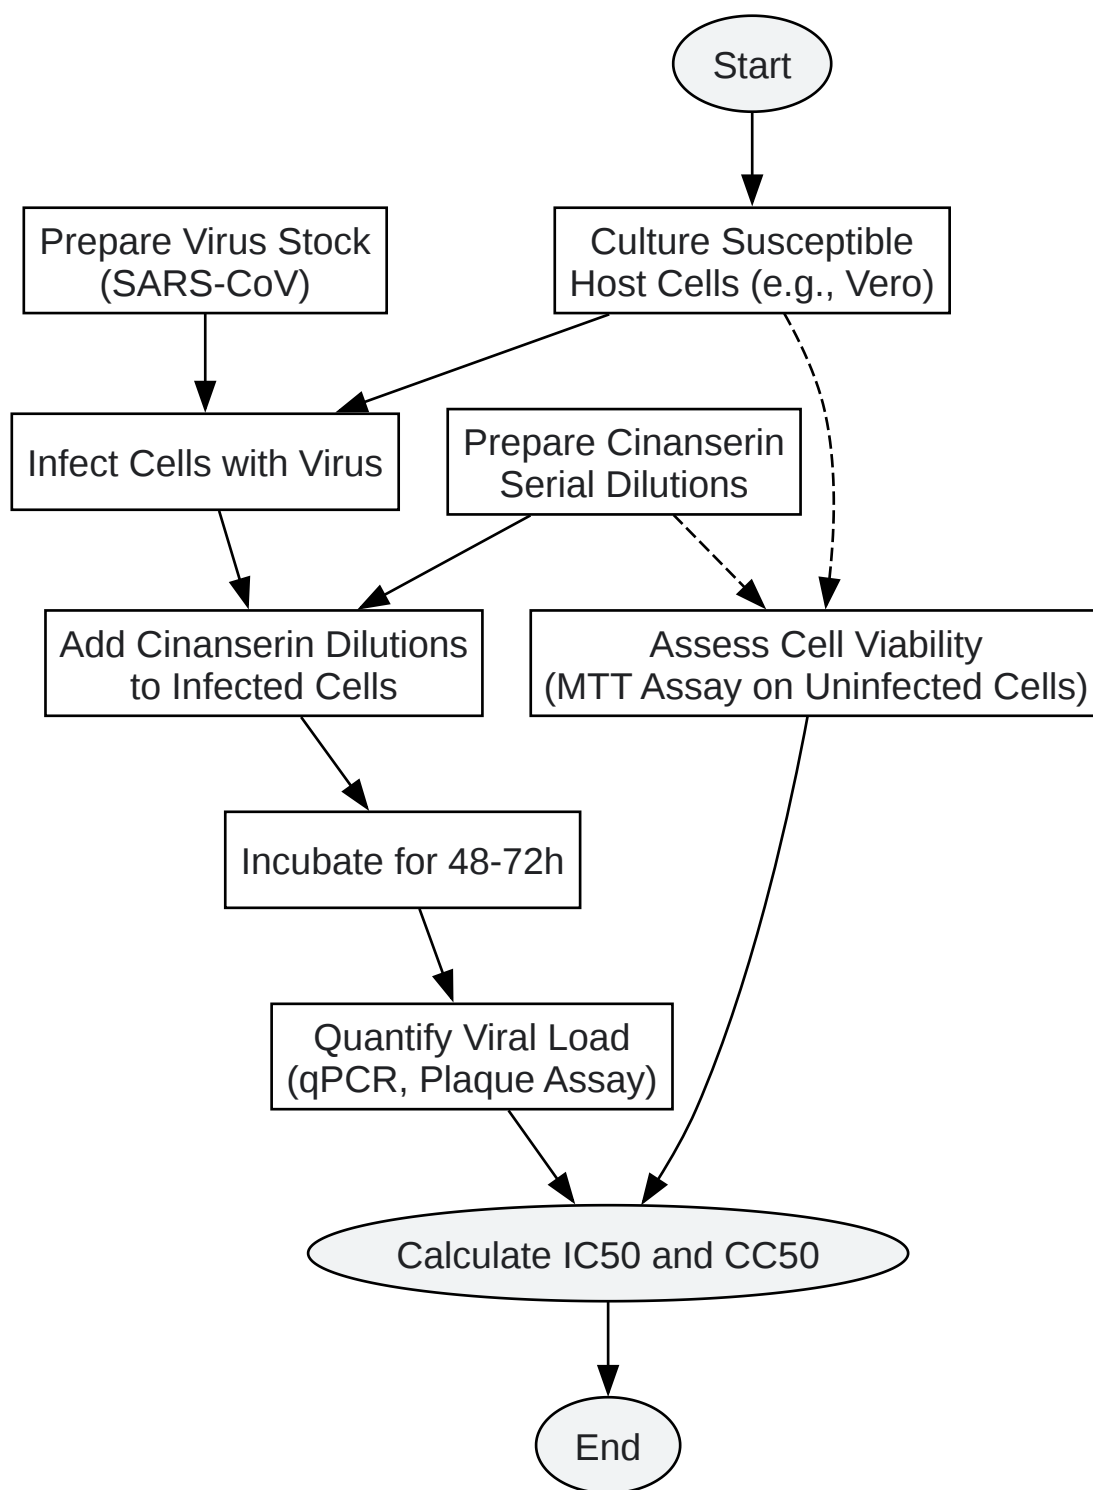 Start
Prepare Virus Stock
(SARS-CoV)
Culture Susceptible
Host Cells (e.g., Vero)
Infect Cells with Virus
Prepare Cinanserin
Serial Dilutions
Add Cinanserin Dilutions
to Infected Cells
Assess Cell Viability
(MTT Assay on Uninfected Cells)
Incubate for 48-72h
Quantify Viral Load
(qPCR, Plaque Assay)
Calculate IC50 and CC50
End